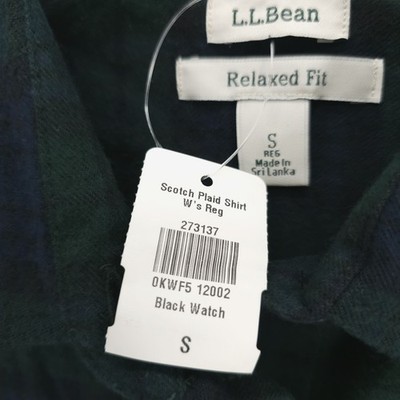 L.L.Bean
Relaxed Fit
S
REG
Made In
Sri Lanka
Scotch Plaid Shirt
W's Reg
273137
0KWF5 12002
Black Watch
S